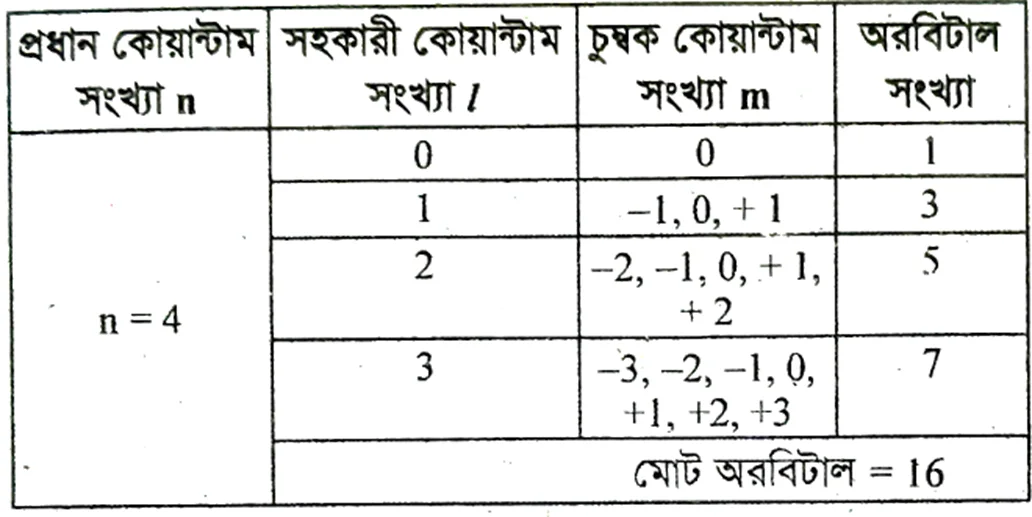 প্রধান কোয়ান্টাম সংখ্যা n
সহকারী কোয়ান্টাম সংখ্যা l
চুম্বক কোয়ান্টাম সংখ্যা m
অরবিটাল সংখ্যা
n = 4
0
0
1
1
–1, 0, + 1
3
2
–2, –1, 0, + 1,
+ 2
5
3
–3, –2, –1, 0,
+1, +2, +3
7
মোট অরবিটাল = 16